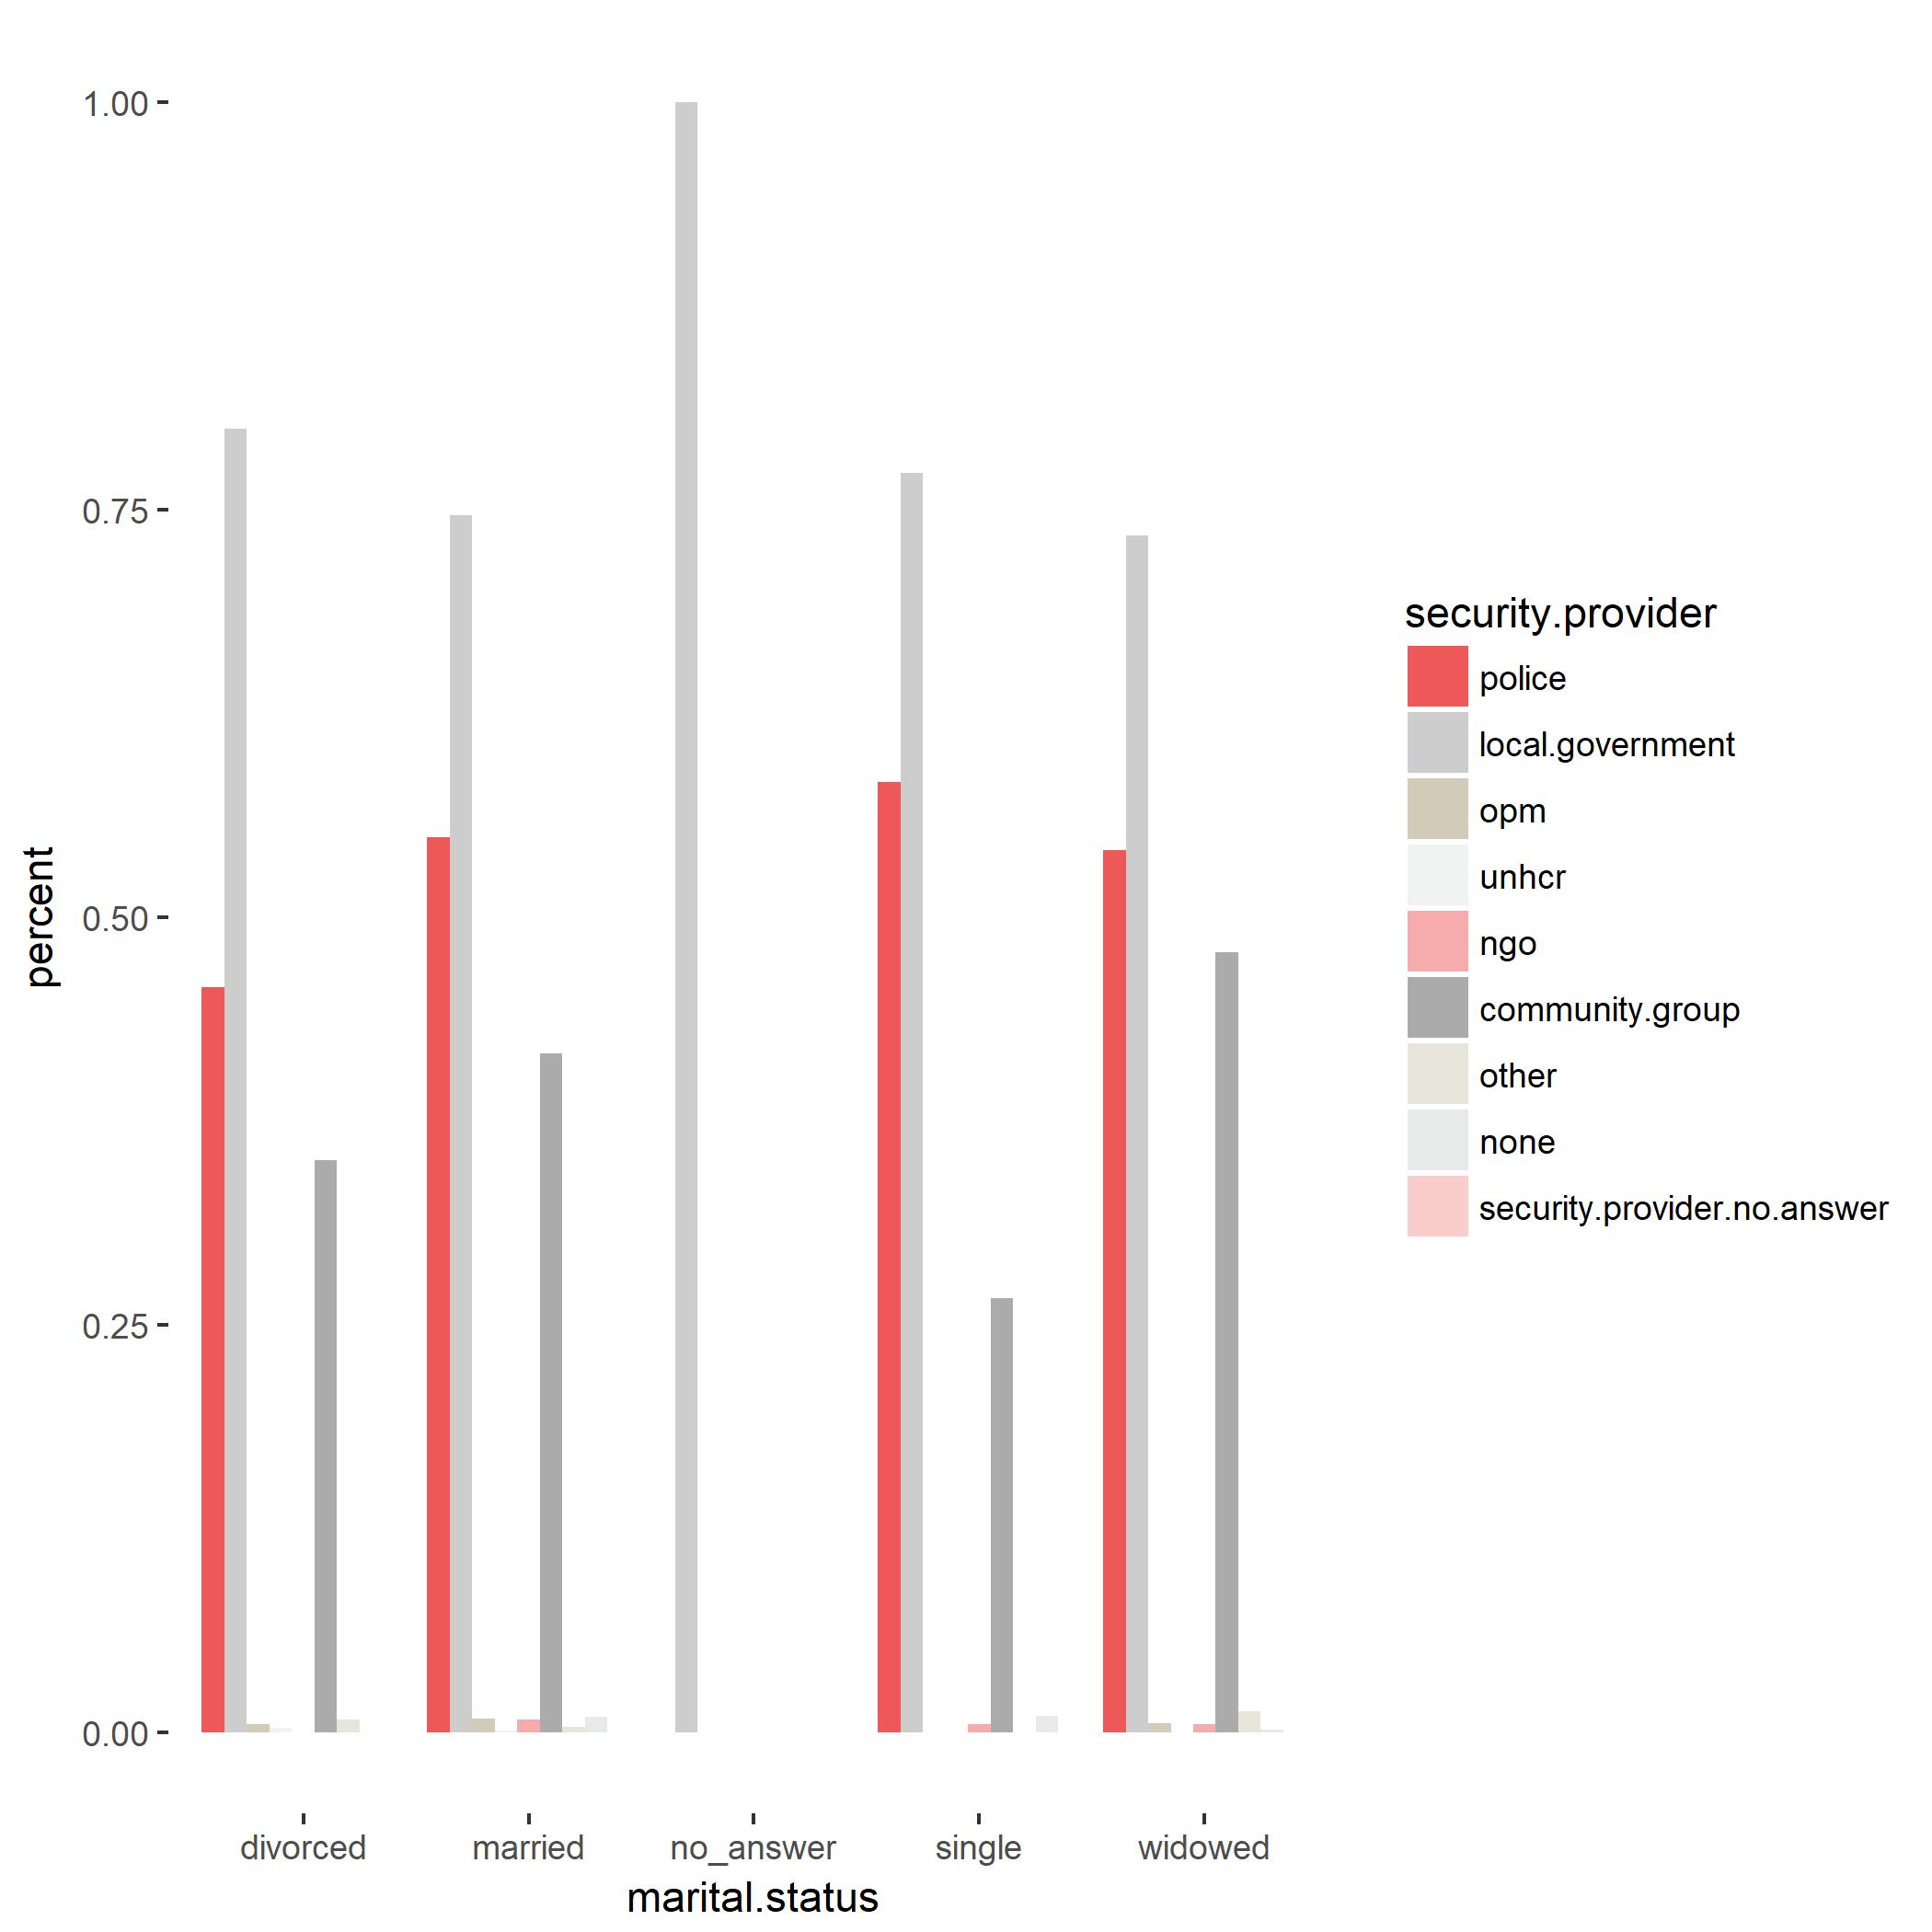 1.00
0.75
0.50
0.25
0.00
percent
divorced married no_answer single widowed
marital.status
security.provider
police
local.government
opm
unhcr
ngo
community.group
other
none
security.provider.no.answer